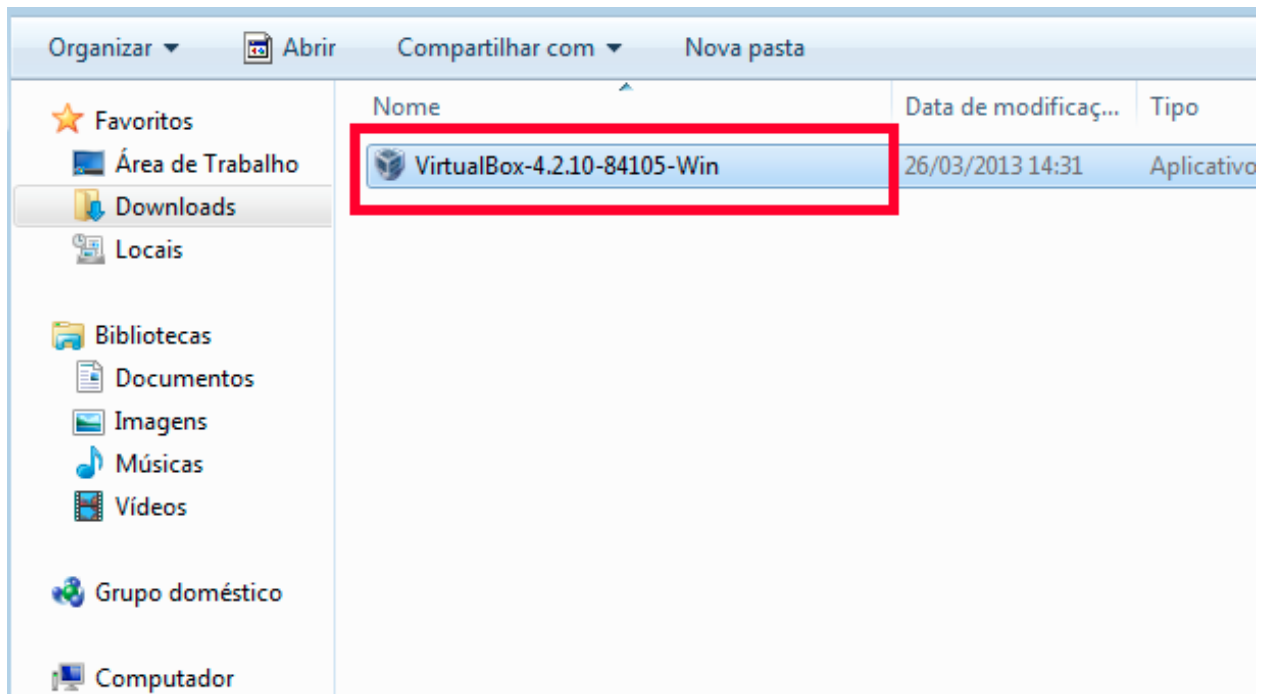 Organizar Abrir Compartilhar com Nova pasta
Favoritos
Área de Trabalho
Downloads
Locais
Bibliotecas
Documentos
Imagens
Músicas
Vídeos
Grupo doméstico
Computador
Nome Data de modificaç... Tipo
VirtualBox-4.2.10-84105-Win 26/03/2013 14:31 Aplicativo